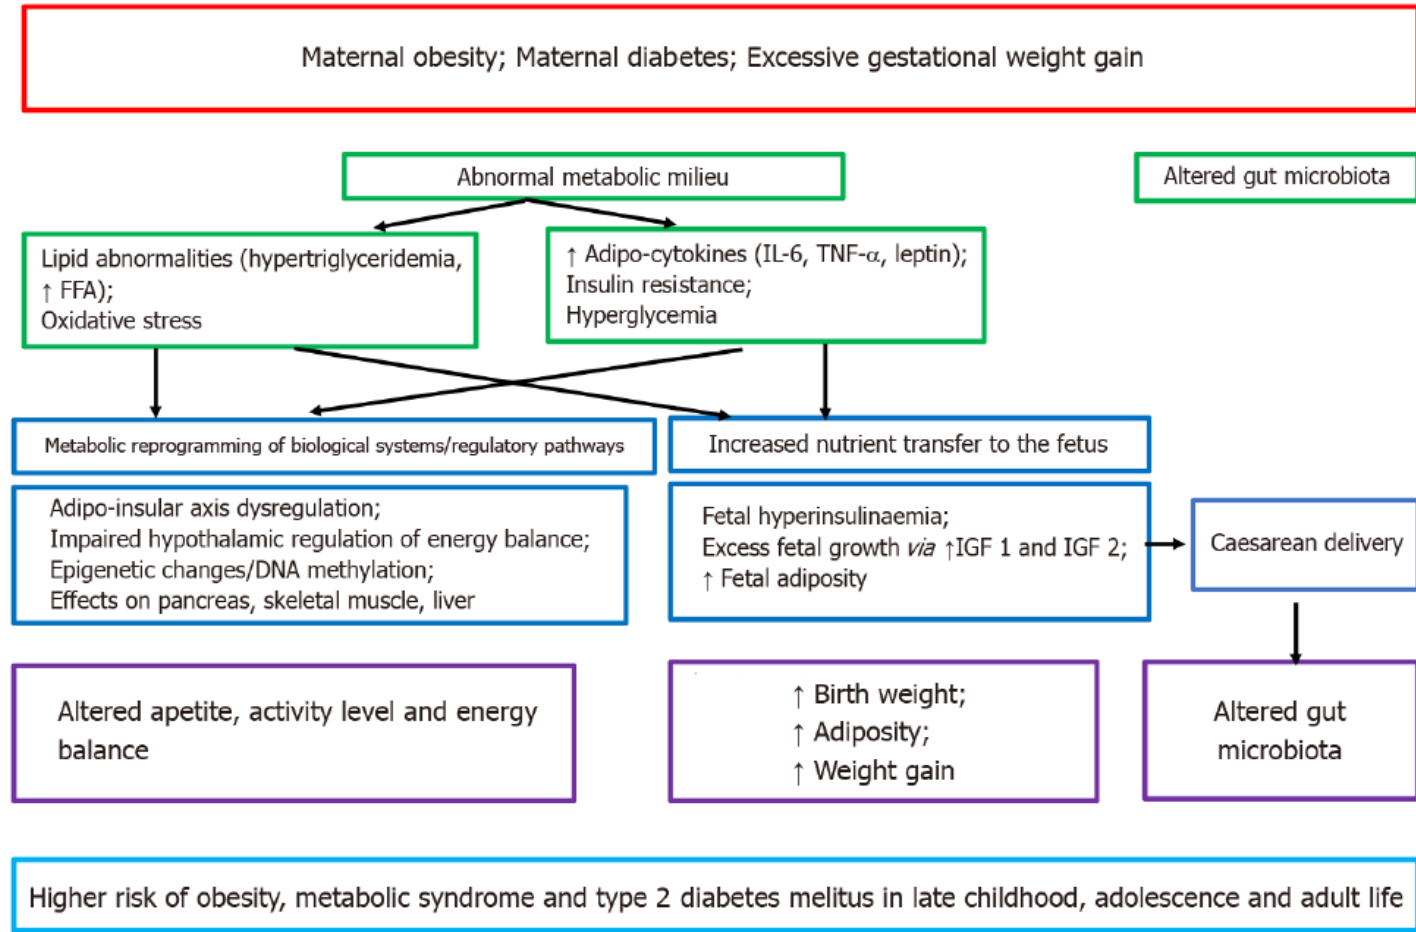 Maternal obesity; Maternal diabetes; Excessive gestational weight gain
Abnormal metabolic milieu
Altered gut microbiota
Lipid abnormalities (hypertriglyceridemia,
↑ FFA);
Oxidative stress
↑ Adipo-cytokines (IL-6, TNF-α, leptin);
Insulin resistance;
Hyperglycemia
Metabolic reprogramming of biological systems/regulatory pathways
Increased nutrient transfer to the fetus
Adipo-insular axis dysregulation;
Impaired hypothalamic regulation of energy balance;
Epigenetic changes/DNA methylation;
Effects on pancreas, skeletal muscle, liver
Fetal hyperinsulinaemia;
Excess fetal growth via ↑IGF 1 and IGF 2;
↑ Fetal adiposity
Caesarean delivery
Altered apetite, activity level and energy
balance
↑ Birth weight;
↑ Adiposity;
↑ Weight gain
Altered gut
microbiota
Higher risk of obesity, metabolic syndrome and type 2 diabetes melitus in late childhood, adolescence and adult life